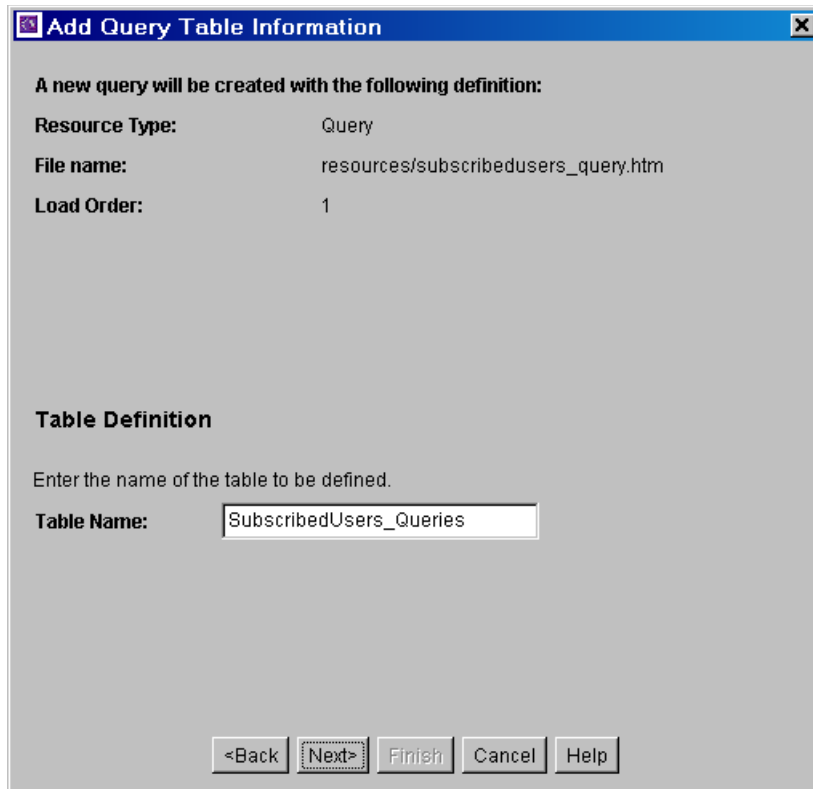 Add Query Table Information
A new query will be created with the following definition:
Resource Type: Query
File name: resources/subscribedusers_query.htm
Load Order: 1
Table Definition
Enter the name of the table to be defined.
Table Name: SubscribedUsers_Queries
<Back Next> Finish Cancel Help